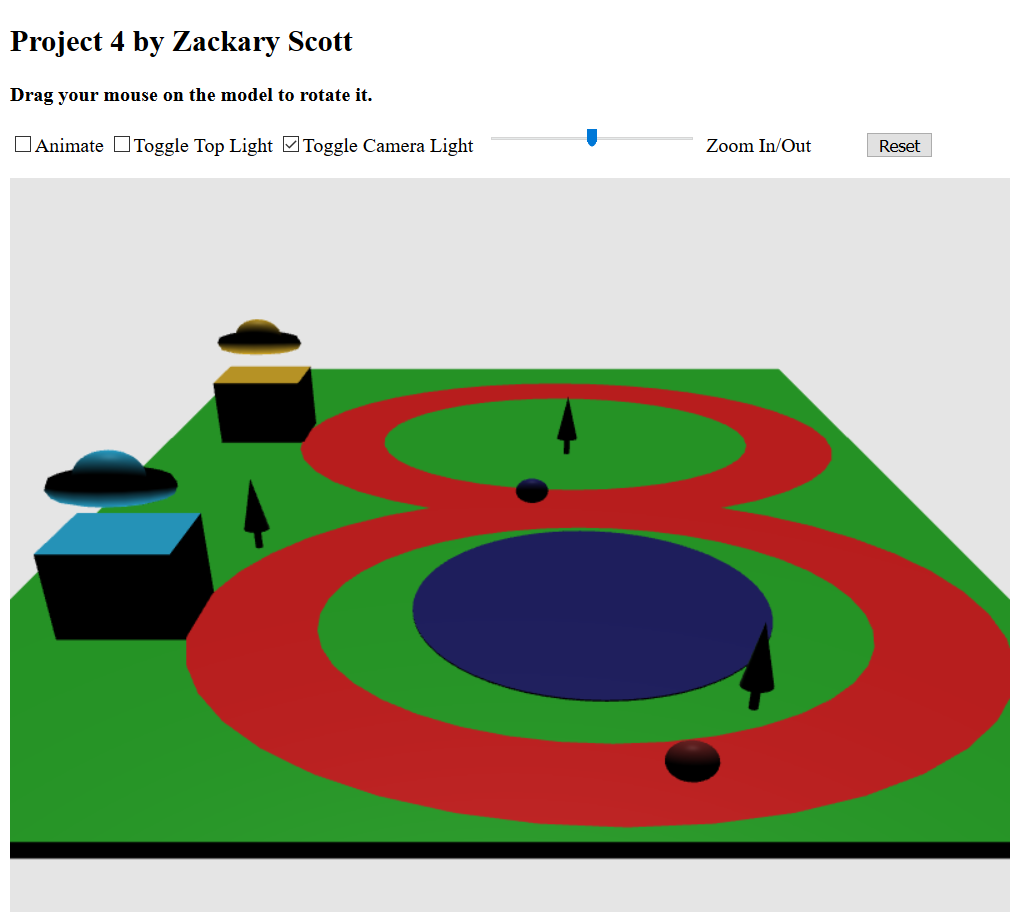 Project 4 by Zackary Scott
Drag your mouse on the model to rotate it.
Animate Toggle Top Light Toggle Camera Light Zoom In/Out Reset